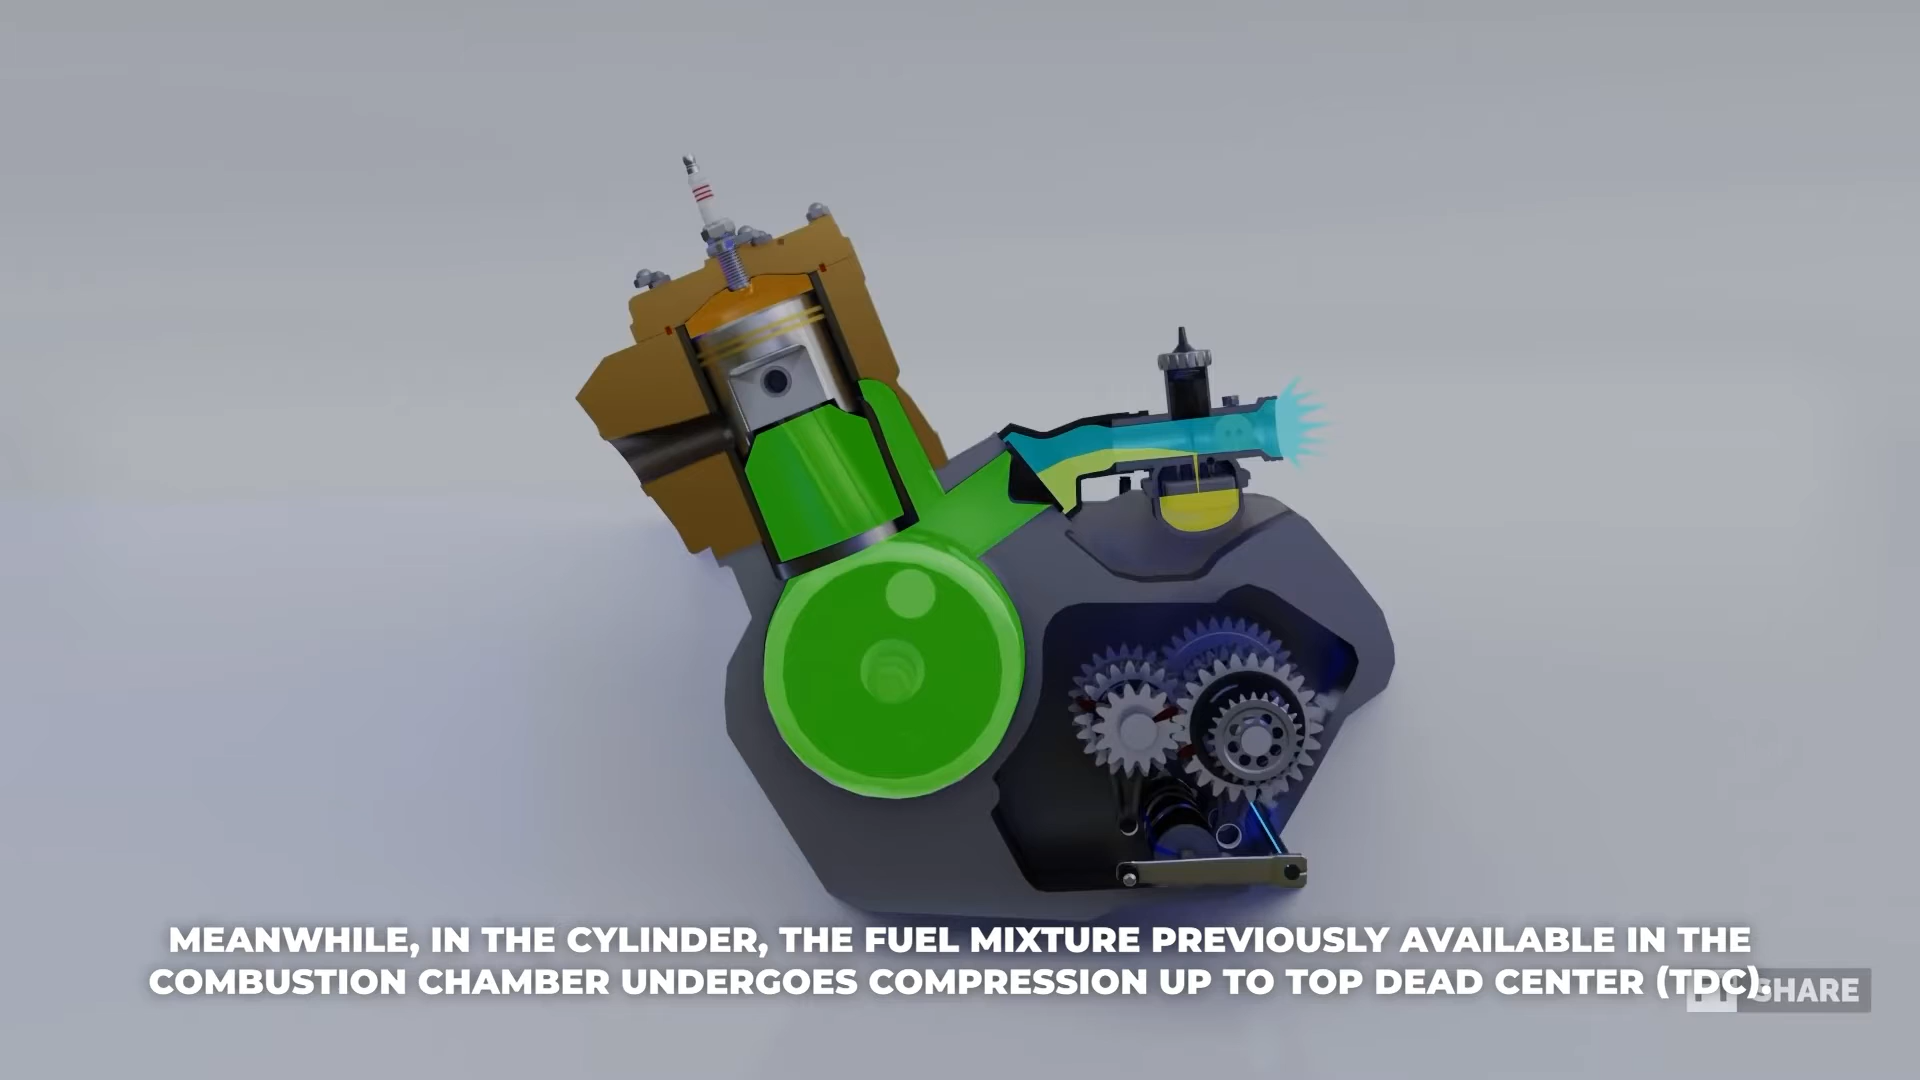 MEANWHILE, IN THE CYLINDER, THE FUEL MIXTURE PREVIOUSLY AVAILABLE IN THE
COMBUSTION CHAMBER UNDERGOES COMPRESSION UP TO TOP DEAD CENTER (TDC).
SHARE